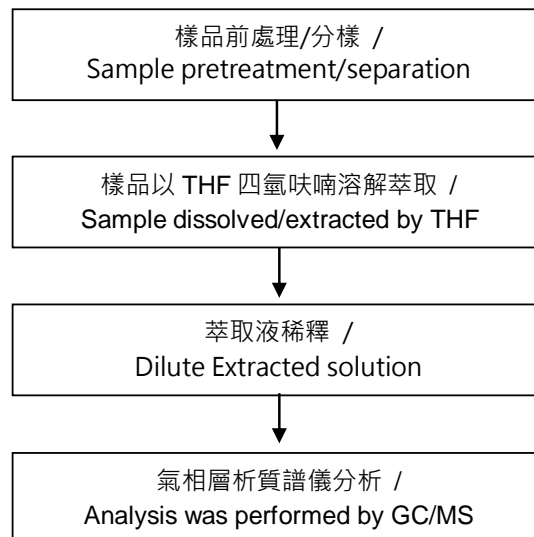 樣品前處理/分樣 /
Sample pretreatment/separation
樣品以 THF 四氫呋喃溶解萃取 /
Sample dissolved/extracted by THF
萃取液稀釋 /
Dilute Extracted solution
氣相層析質譜儀分析 /
Analysis was performed by GC/MS